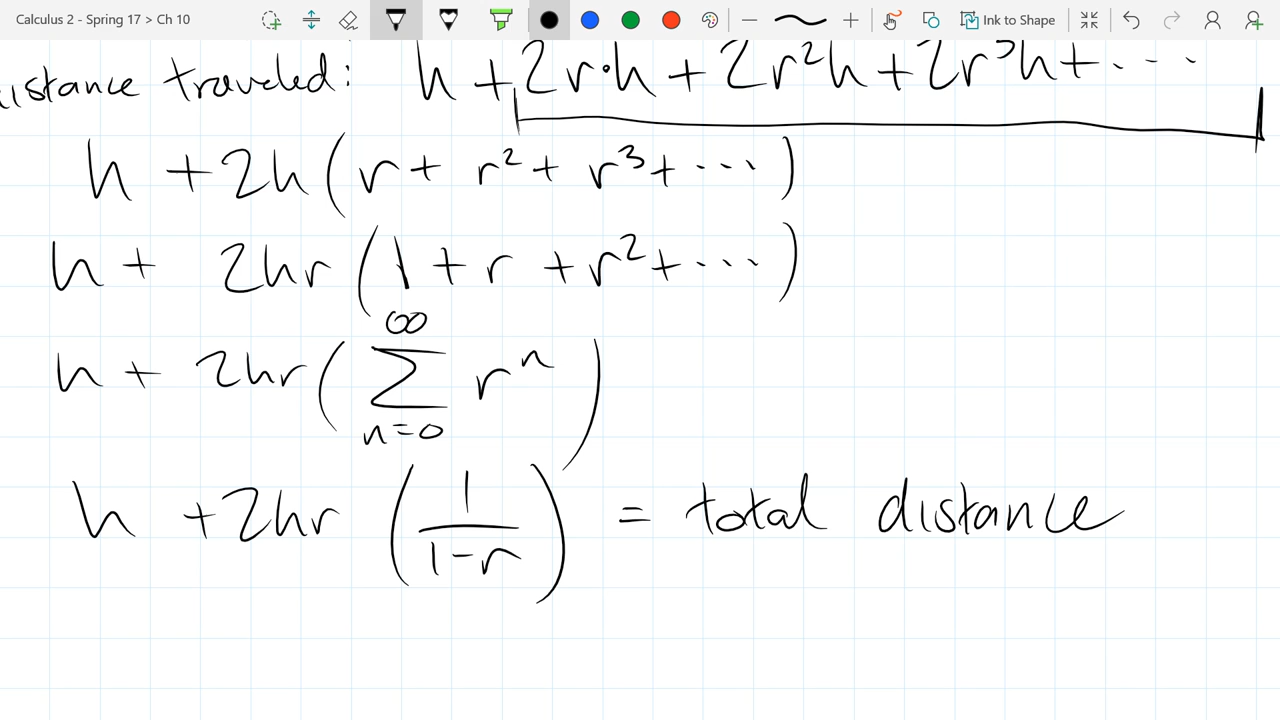 Calculus 2 - Spring 17 > Ch 10
Ink to Shape
istance traveled: h + 2r·h + 2r²h + 2r³h + ···
h + 2h(r + r² + r³ + ···)
h + 2hr(1 + r + r² + ···)
h + 2hr(∑_{n=0}^{∞} rⁿ)
h + 2hr(1/(1-r)) = total distance